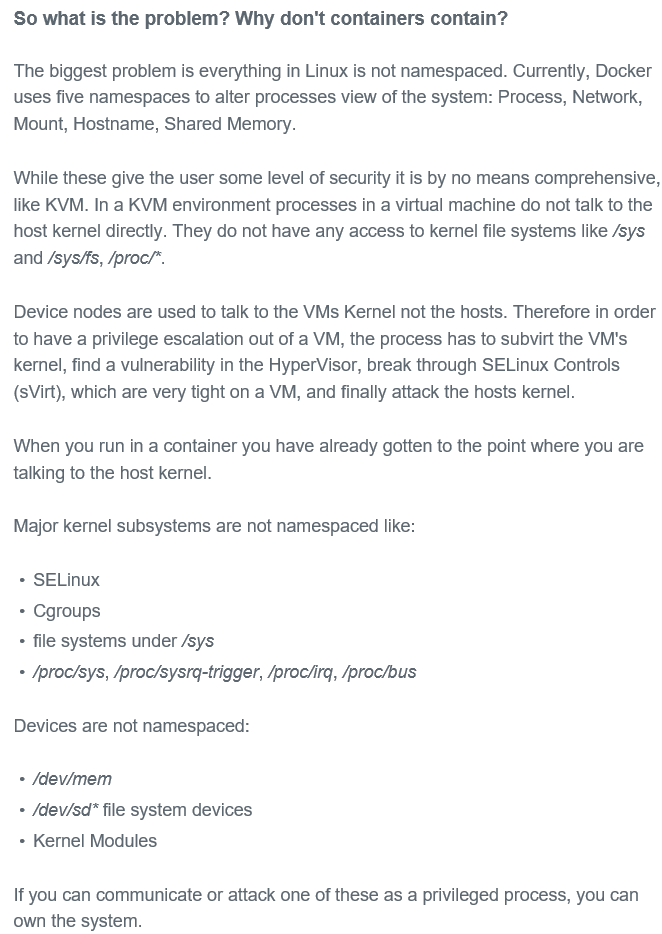 So what is the problem? Why don't containers contain?
The biggest problem is everything in Linux is not namespaced. Currently, Docker
uses five namespaces to alter processes view of the system: Process, Network,
Mount, Hostname, Shared Memory.
While these give the user some level of security it is by no means comprehensive,
like KVM. In a KVM environment processes in a virtual machine do not talk to the
host kernel directly. They do not have any access to kernel file systems like /sys
and /sys/fs, /proc/*.
Device nodes are used to talk to the VMs Kernel not the hosts. Therefore in order
to have a privilege escalation out of a VM, the process has to subvirt the VM's
kernel, find a vulnerability in the HyperVisor, break through SELinux Controls
(sVirt), which are very tight on a VM, and finally attack the hosts kernel.
When you run in a container you have already gotten to the point where you are
talking to the host kernel.
Major kernel subsystems are not namespaced like:
• SELinux
• Cgroups
• file systems under /sys
• /proc/sys, /proc/sysrq-trigger, /proc/irq, /proc/bus
Devices are not namespaced:
• /dev/mem
• /dev/sd* file system devices
• Kernel Modules
If you can communicate or attack one of these as a privileged process, you can
own the system.